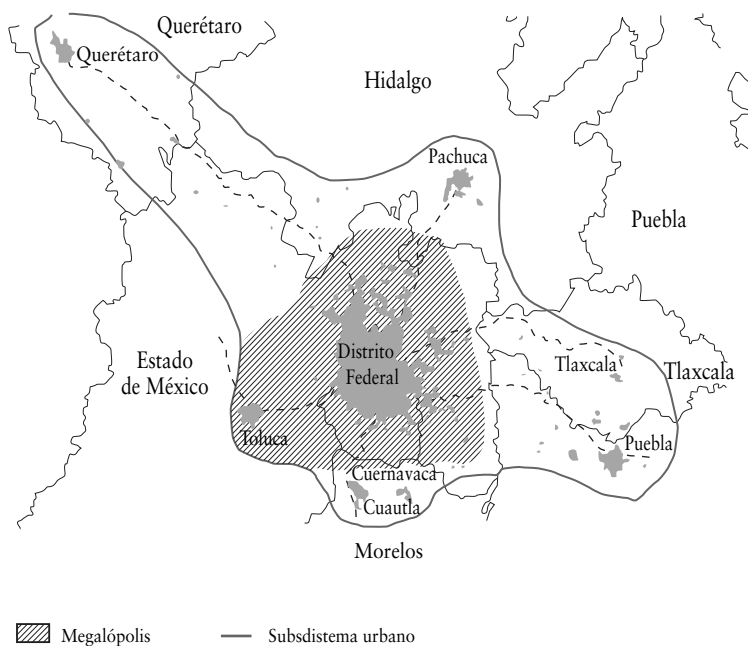 Querétaro
Querétaro
Hidalgo
Pachuca
Puebla
Distrito
Federal
Estado
de México
Tlaxcala
Tlaxcala
Toluca
Puebla
Cuernavaca
Cuautla
Morelos
Megalópolis
Subsdistema urbano